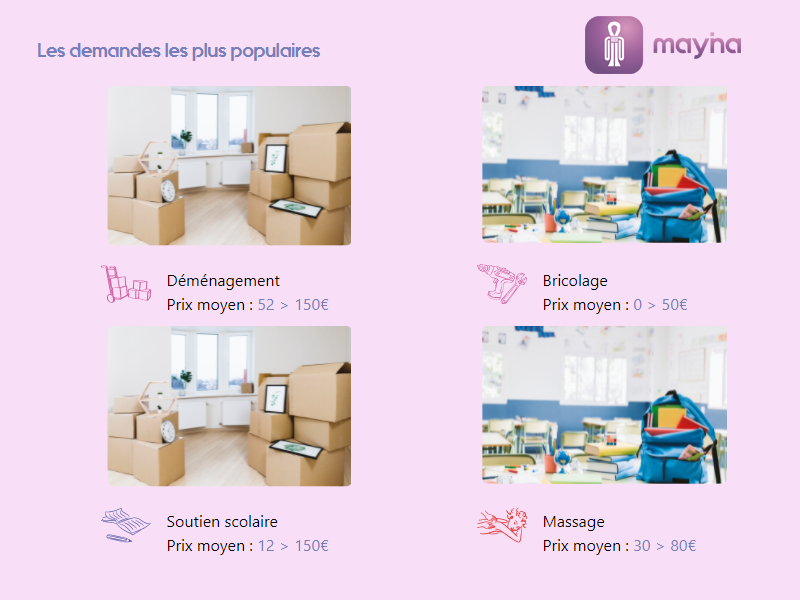 Les demandes les plus populaires
mayna
Déménagement
Prix moyen : 52 > 150€
Bricolage
Prix moyen : 0 > 50€
Soutien scolaire
Prix moyen : 12 > 150€
Massage
Prix moyen : 30 > 80€